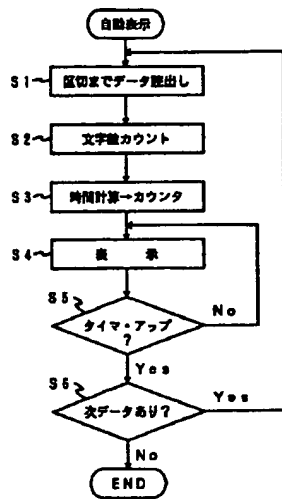 自動表示
S1 区切までデータ読出し
S2 文字数カウント
S3 時間計算→カウンタ
S4 表 示
S5
タイマ・アップ No
?
Yes
S6
次データあり? Yes
No
END